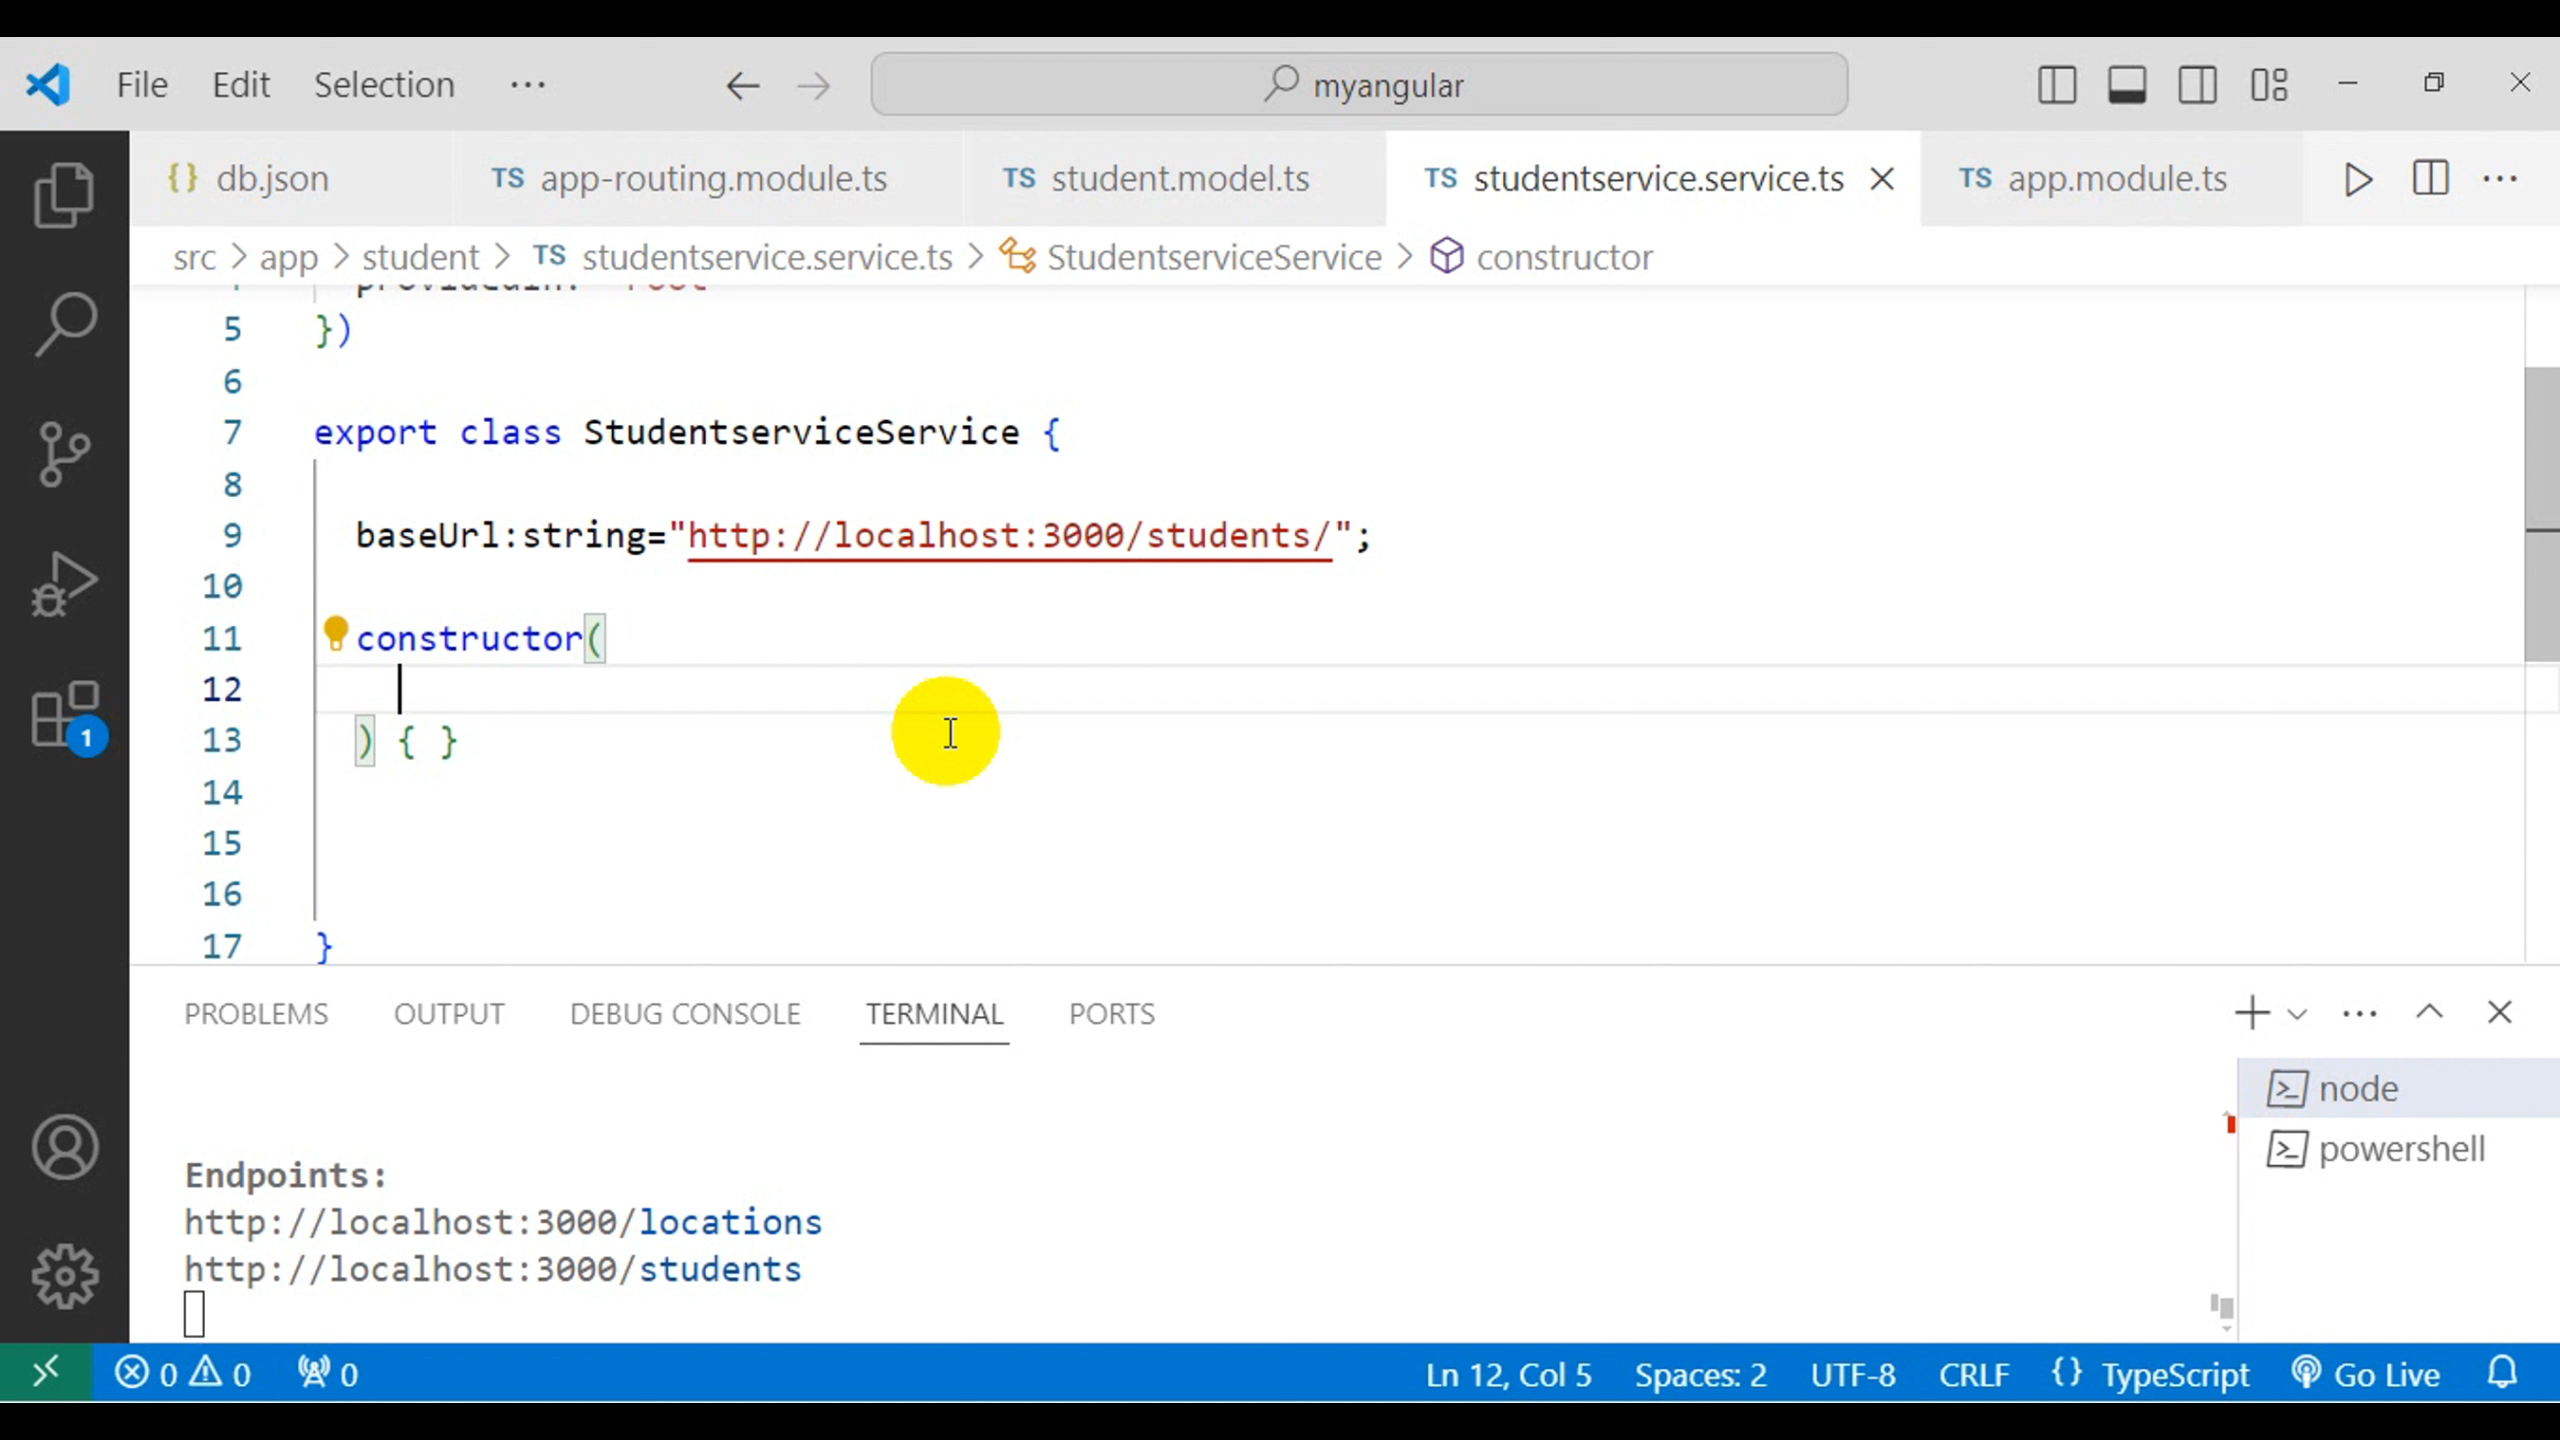 File Edit Selection ··· myangular
db.json TS app-routing.module.ts TS student.model.ts TS studentservice.service.ts TS app.module.ts ···
src > app > student > TS studentservice.service.ts > StudentserviceService > constructor
5 })
6
7 export class StudentserviceService {
8
9 baseUrl:string="http://localhost:3000/students/";
10
11 constructor(
12
13 ) { }
14
15
16
17 }
PROBLEMS OUTPUT DEBUG CONSOLE TERMINAL PORTS
node
powershell
Endpoints:
http://localhost:3000/locations
http://localhost:3000/students
1
0 0 0 Ln 12, Col 5 Spaces: 2 UTF-8 CRLF {} TypeScript Go Live